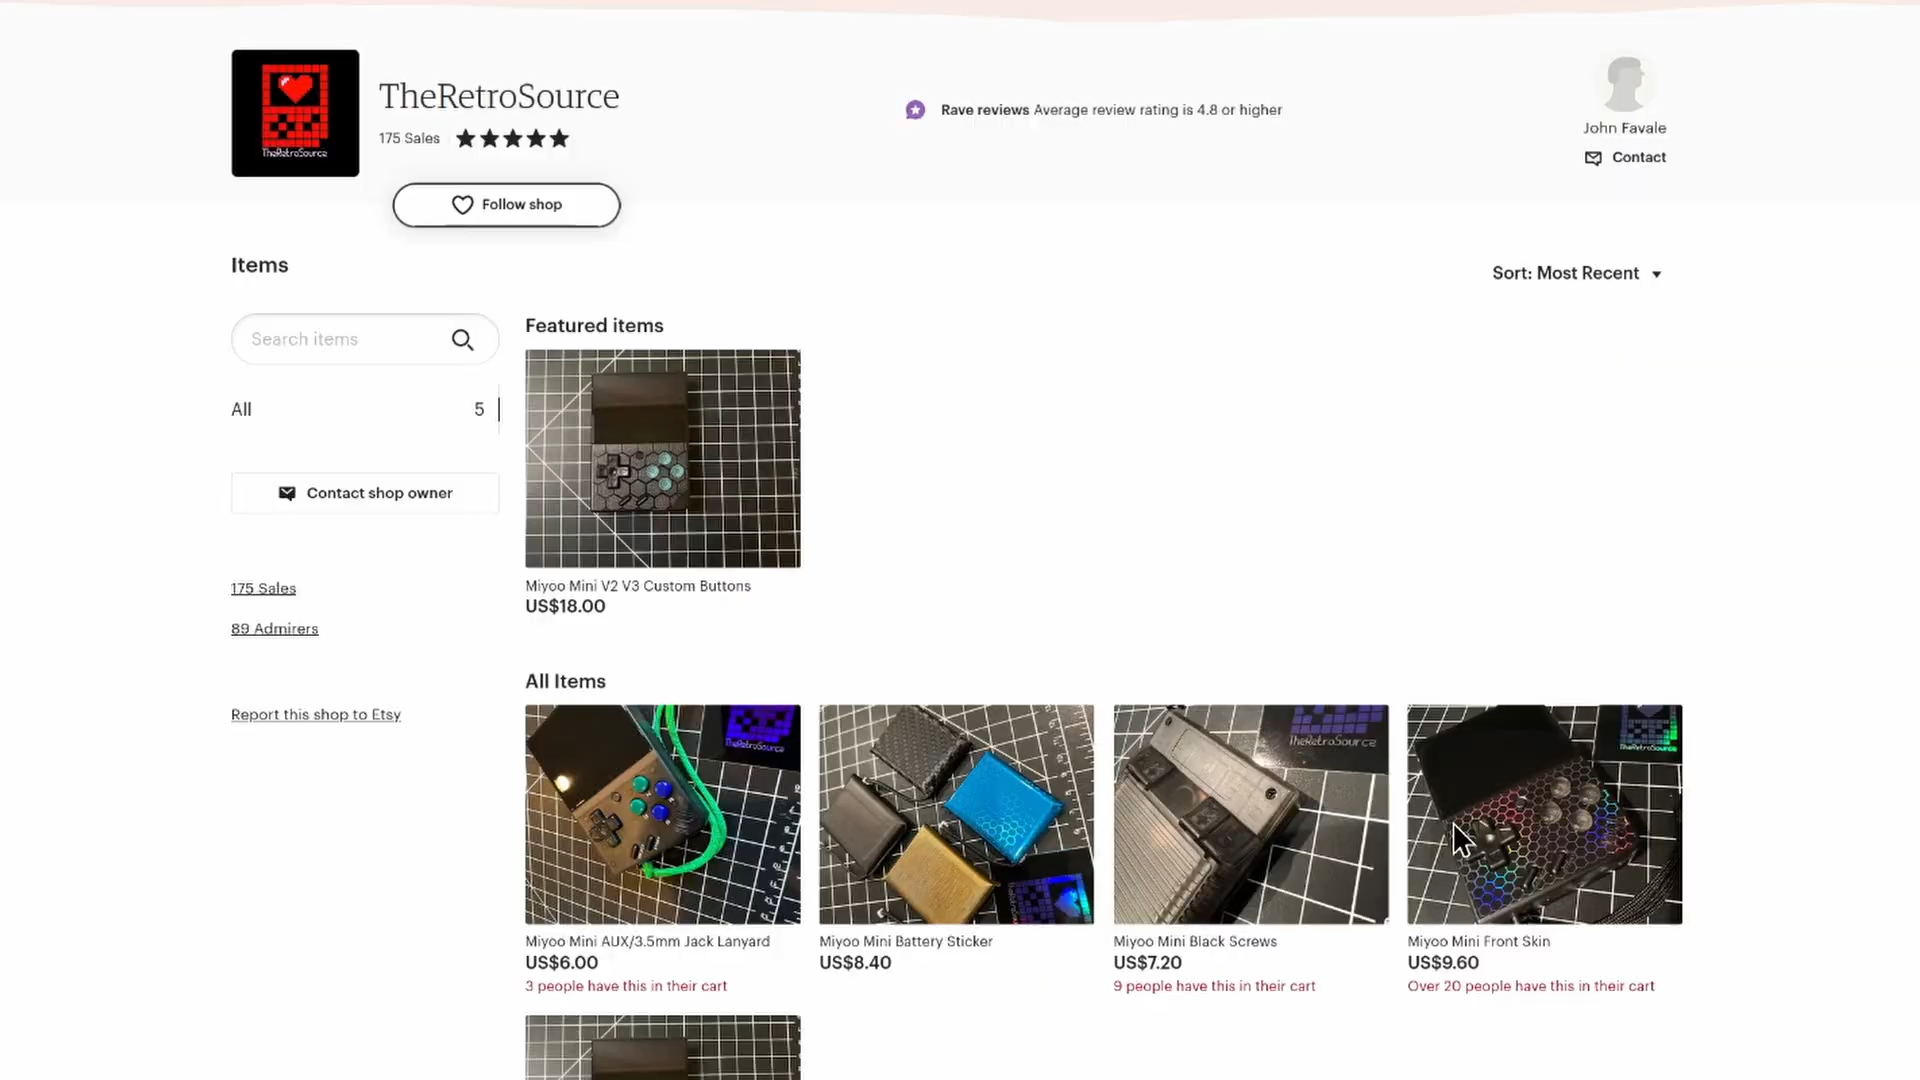 TheRetroSource
TheRetroSource
175 Sales
Follow shop
Rave reviews Average review rating is 4.8 or higher
John Favale
Contact
Items
Sort: Most Recent
Search items
All 5
Contact shop owner
175 Sales
89 Admirers
Report this shop to Etsy
Featured items
Miyoo Mini V2 V3 Custom Buttons
US$18.00
All Items
TheRetroSource
TheRetroSource
TheRetroSource
Miyoo Mini AUX/3.5mm Jack Lanyard
US$6.00
3 people have this in their cart
Miyoo Mini Battery Sticker
US$8.40
Miyoo Mini Black Screws
US$7.20
9 people have this in their cart
Miyoo Mini Front Skin
US$9.60
Over 20 people have this in their cart